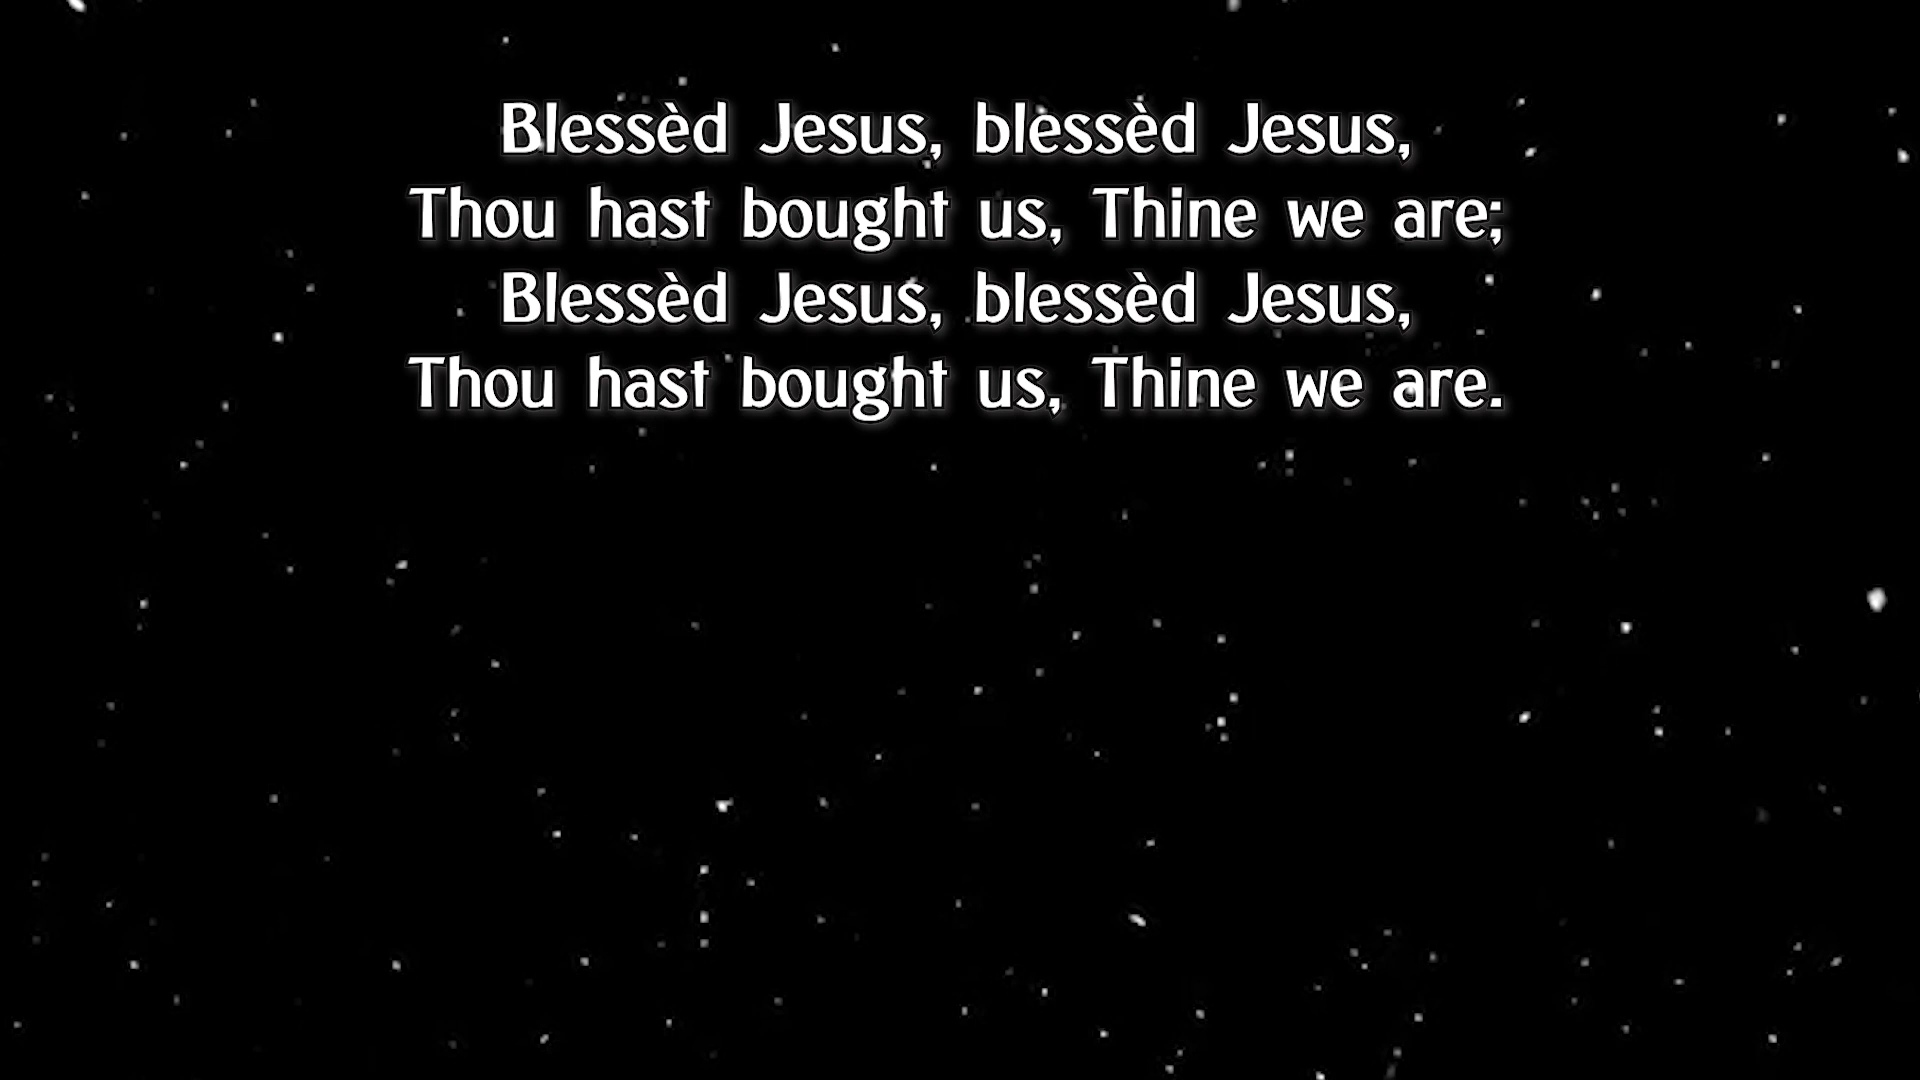 Blessèd Jesus, blessèd Jesus,
Thou hast bought us, Thine we are;
Blessèd Jesus, blessèd Jesus,
Thou hast bought us, Thine we are.